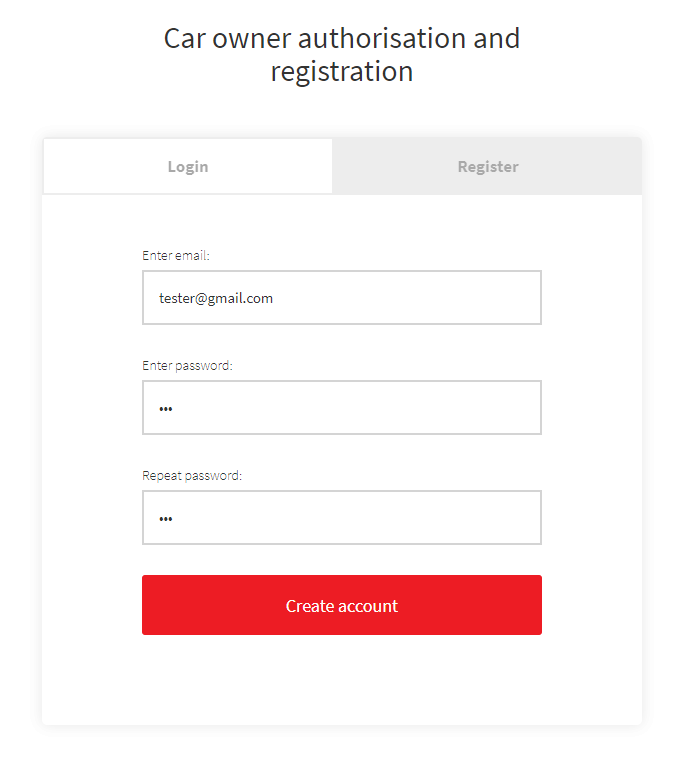 Car owner authorisation and
registration
Login
Register
Enter email:
tester@gmail.com
Enter password:
•••
Repeat password:
•••
Create account